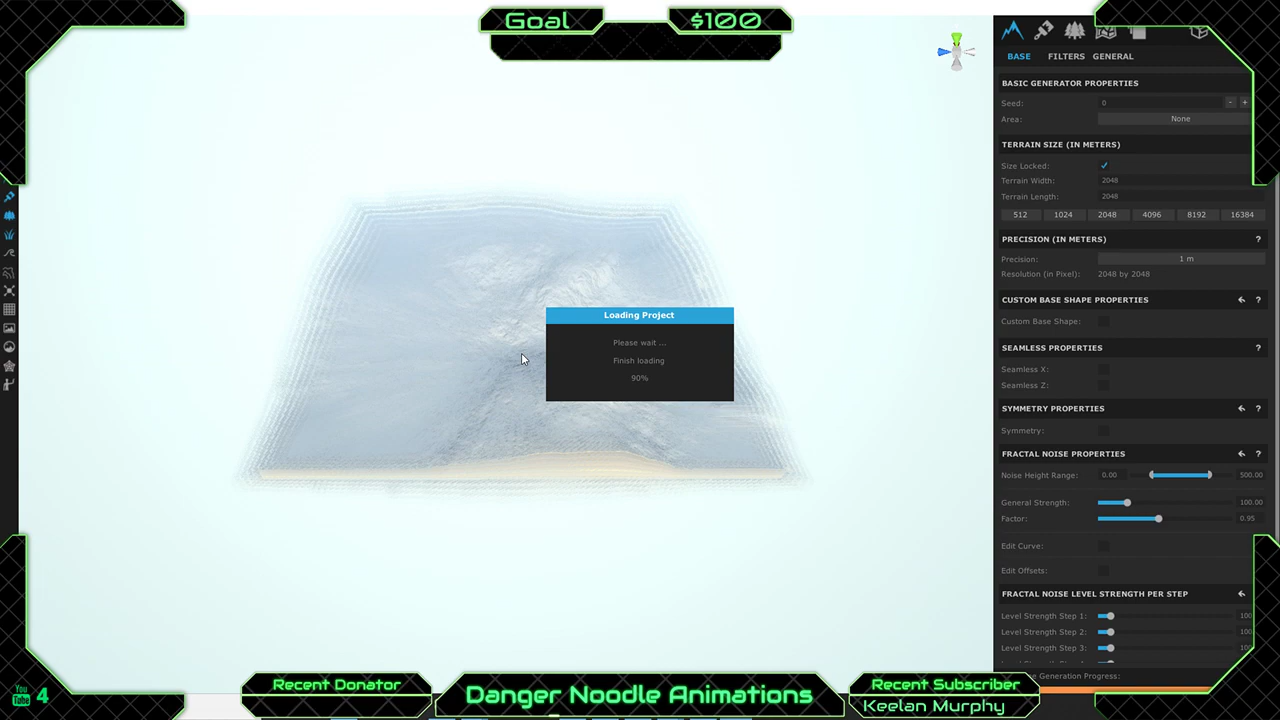 Goal
$100
BASE
FILTERS
GENERAL
BASIC GENERATOR PROPERTIES
Seed:
0
-
+
Area:
None
TERRAIN SIZE (IN METERS)
Size Locked:
Terrain Width:
2048
Terrain Length:
2048
512
1024
2048
4096
8192
16384
PRECISION (IN METERS)
?
Precision:
1 m
Resolution (in Pixel):
2048 by 2048
CUSTOM BASE SHAPE PROPERTIES
?
Custom Base Shape:
SEAMLESS PROPERTIES
?
Seamless X:
Seamless Z:
SYMMETRY PROPERTIES
?
Symmetry:
FRACTAL NOISE PROPERTIES
?
Noise Height Range:
0.00
500.00
General Strength:
100.00
Factor:
0.95
Edit Curve:
Edit Offsets:
FRACTAL NOISE LEVEL STRENGTH PER STEP
Level Strength Step 1:
100
Level Strength Step 2:
100
Level Strength Step 3:
Generation Progress:
Loading Project
Please wait ...
Finish loading
90%
You
Tube
4
Recent Donator
Danger Noodle Animations
Recent Subscriber
Keelan Murphy